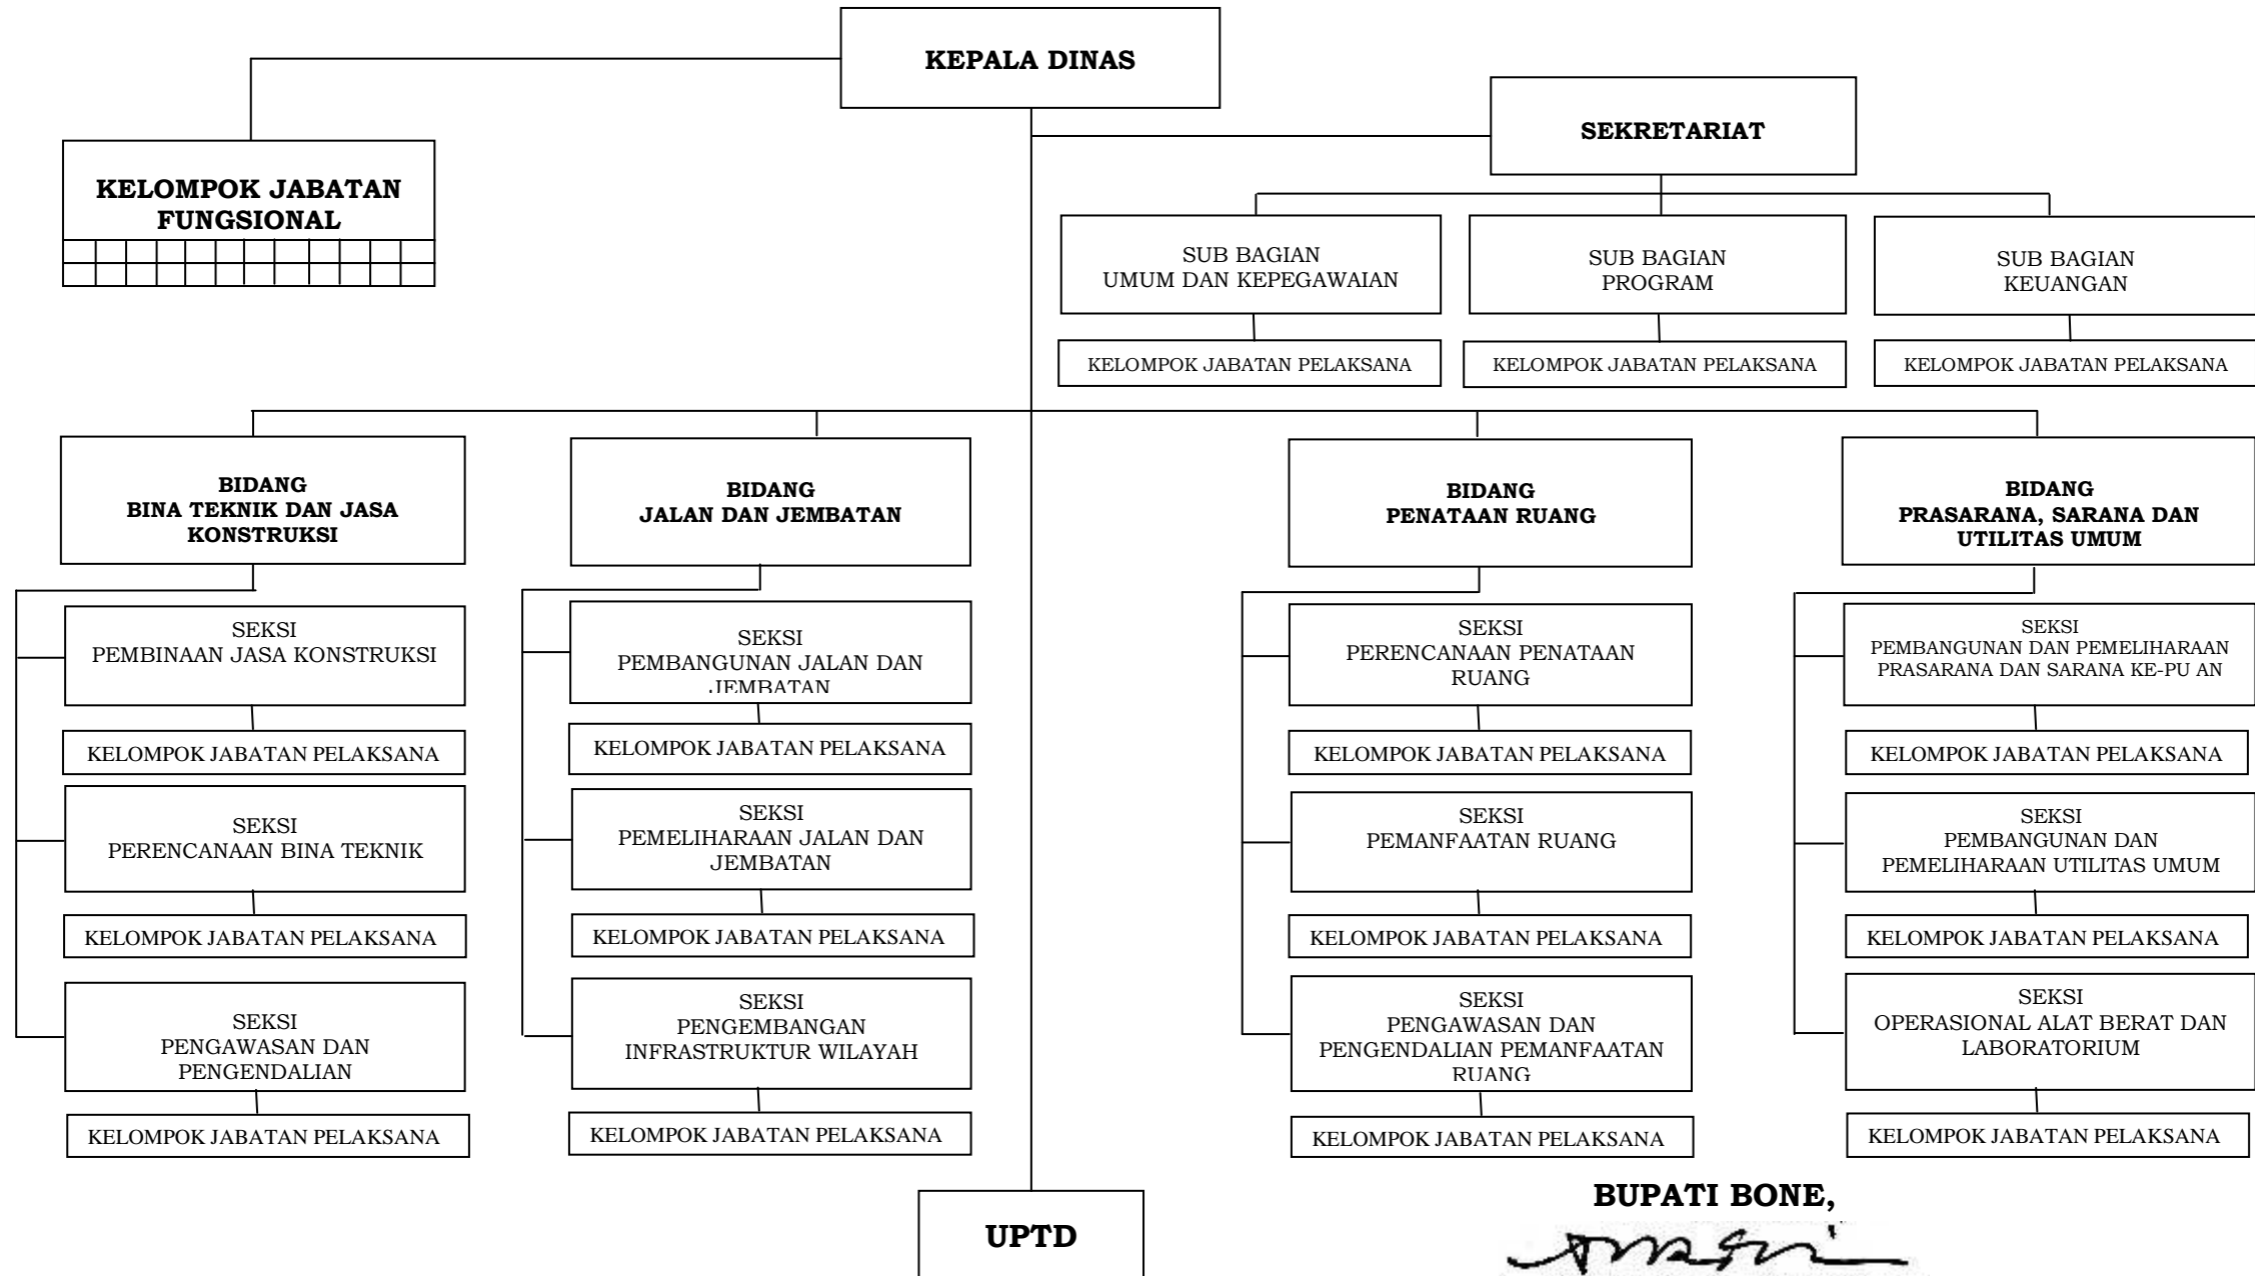 KEPALA DINAS
SEKRETARIAT
KELOMPOK JABATAN
FUNGSIONAL
SUB BAGIAN
UMUM DAN KEPEGAWAIAN
SUB BAGIAN
PROGRAM
SUB BAGIAN
KEUANGAN
KELOMPOK JABATAN PELAKSANA
KELOMPOK JABATAN PELAKSANA
KELOMPOK JABATAN PELAKSANA
BIDANG
BINA TEKNIK DAN JASA
KONSTRUKSI
BIDANG
JALAN DAN JEMBATAN
BIDANG
PENATAAN RUANG
BIDANG
PRASARANA, SARANA DAN
UTILITAS UMUM
SEKSI
PEMBINAAN JASA KONSTRUKSI
KELOMPOK JABATAN PELAKSANA
SEKSI
PERENCANAAN BINA TEKNIK
KELOMPOK JABATAN PELAKSANA
SEKSI
PENGAWASAN DAN
PENGENDALIAN
KELOMPOK JABATAN PELAKSANA
SEKSI
PEMBANGUNAN JALAN DAN
JEMBATAN
KELOMPOK JABATAN PELAKSANA
SEKSI
PEMELIHARAAN JALAN DAN
JEMBATAN
KELOMPOK JABATAN PELAKSANA
SEKSI
PENGEMBANGAN
INFRASTRUKTUR WILAYAH
KELOMPOK JABATAN PELAKSANA
SEKSI
PERENCANAAN PENATAAN
RUANG
KELOMPOK JABATAN PELAKSANA
SEKSI
PEMANFAATAN RUANG
KELOMPOK JABATAN PELAKSANA
SEKSI
PENGAWASAN DAN
PENGENDALIAN PEMANFAATAN
RUANG
KELOMPOK JABATAN PELAKSANA
SEKSI
PEMBANGUNAN DAN PEMELIHARAAN
PRASARANA DAN SARANA KE-PU AN
KELOMPOK JABATAN PELAKSANA
SEKSI
PEMBANGUNAN DAN
PEMELIHARAAN UTILITAS UMUM
KELOMPOK JABATAN PELAKSANA
SEKSI
OPERASIONAL ALAT BERAT DAN
LABORATORIUM
KELOMPOK JABATAN PELAKSANA
UPTD
BUPATI BONE,